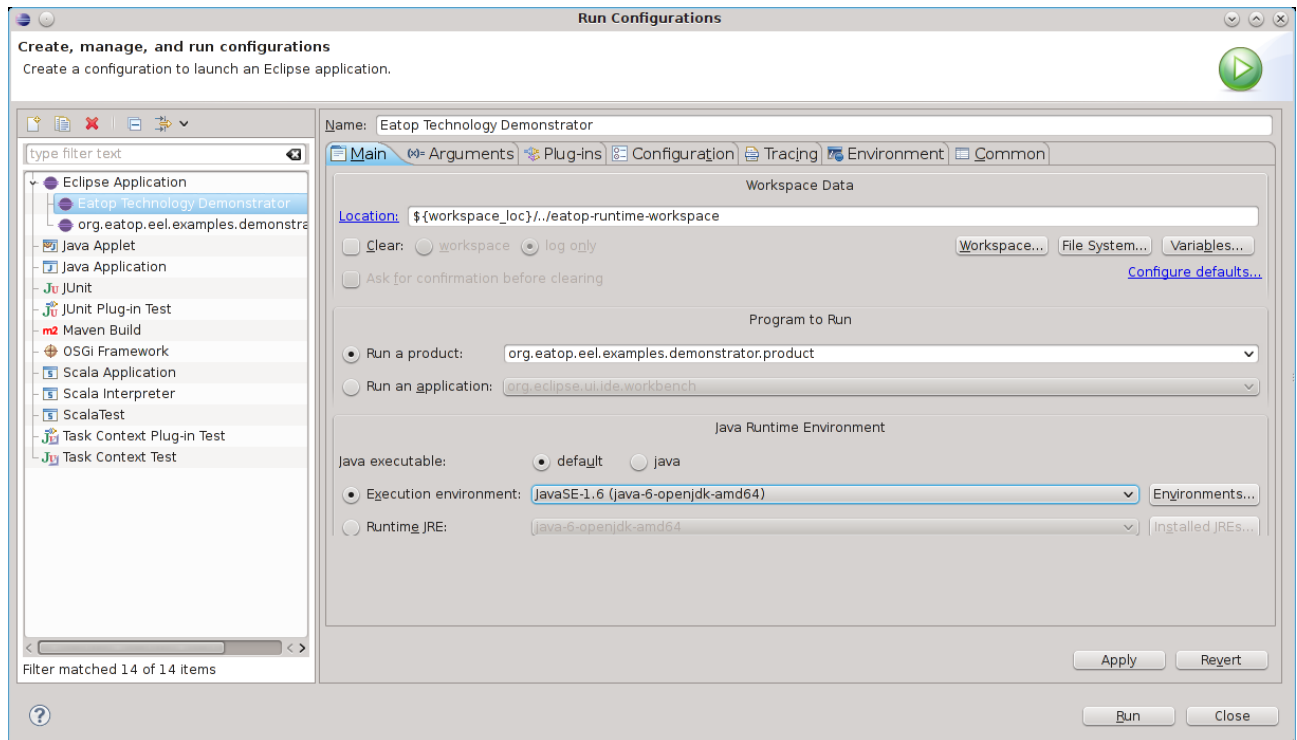 Run Configurations
Create, manage, and run configurations
Create a configuration to launch an Eclipse application.
type filter text
Eclipse Application
Eatop Technology Demonstrator
org.eatop.eel.examples.demonstra
Java Applet
Java Application
Ju JUnit
JUnit Plug-in Test
m2 Maven Build
OSGi Framework
Scala Application
Scala Interpreter
ScalaTest
Task Context Plug-in Test
Task Context Test
Filter matched 14 of 14 items
Name: Eatop Technology Demonstrator
Main (x)= Arguments Plug-ins Configuration Tracing Environment Common
Workspace Data
Location: ${workspace_loc}/../eatop-runtime-workspace
Clear: workspace log only Workspace... File System... Variables...
Ask for confirmation before clearing
Configure defaults...
Program to Run
Run a product: org.eatop.eel.examples.demonstrator.product
Run an application: org.eclipse.ui.ide.workbench
Java Runtime Environment
Java executable: default java
Execution environment: JavaSE-1.6 (java-6-openjdk-amd64) Environments...
Runtime JRE: java-6-openjdk-amd64 Installed JREs...
Apply Revert
? Run Close